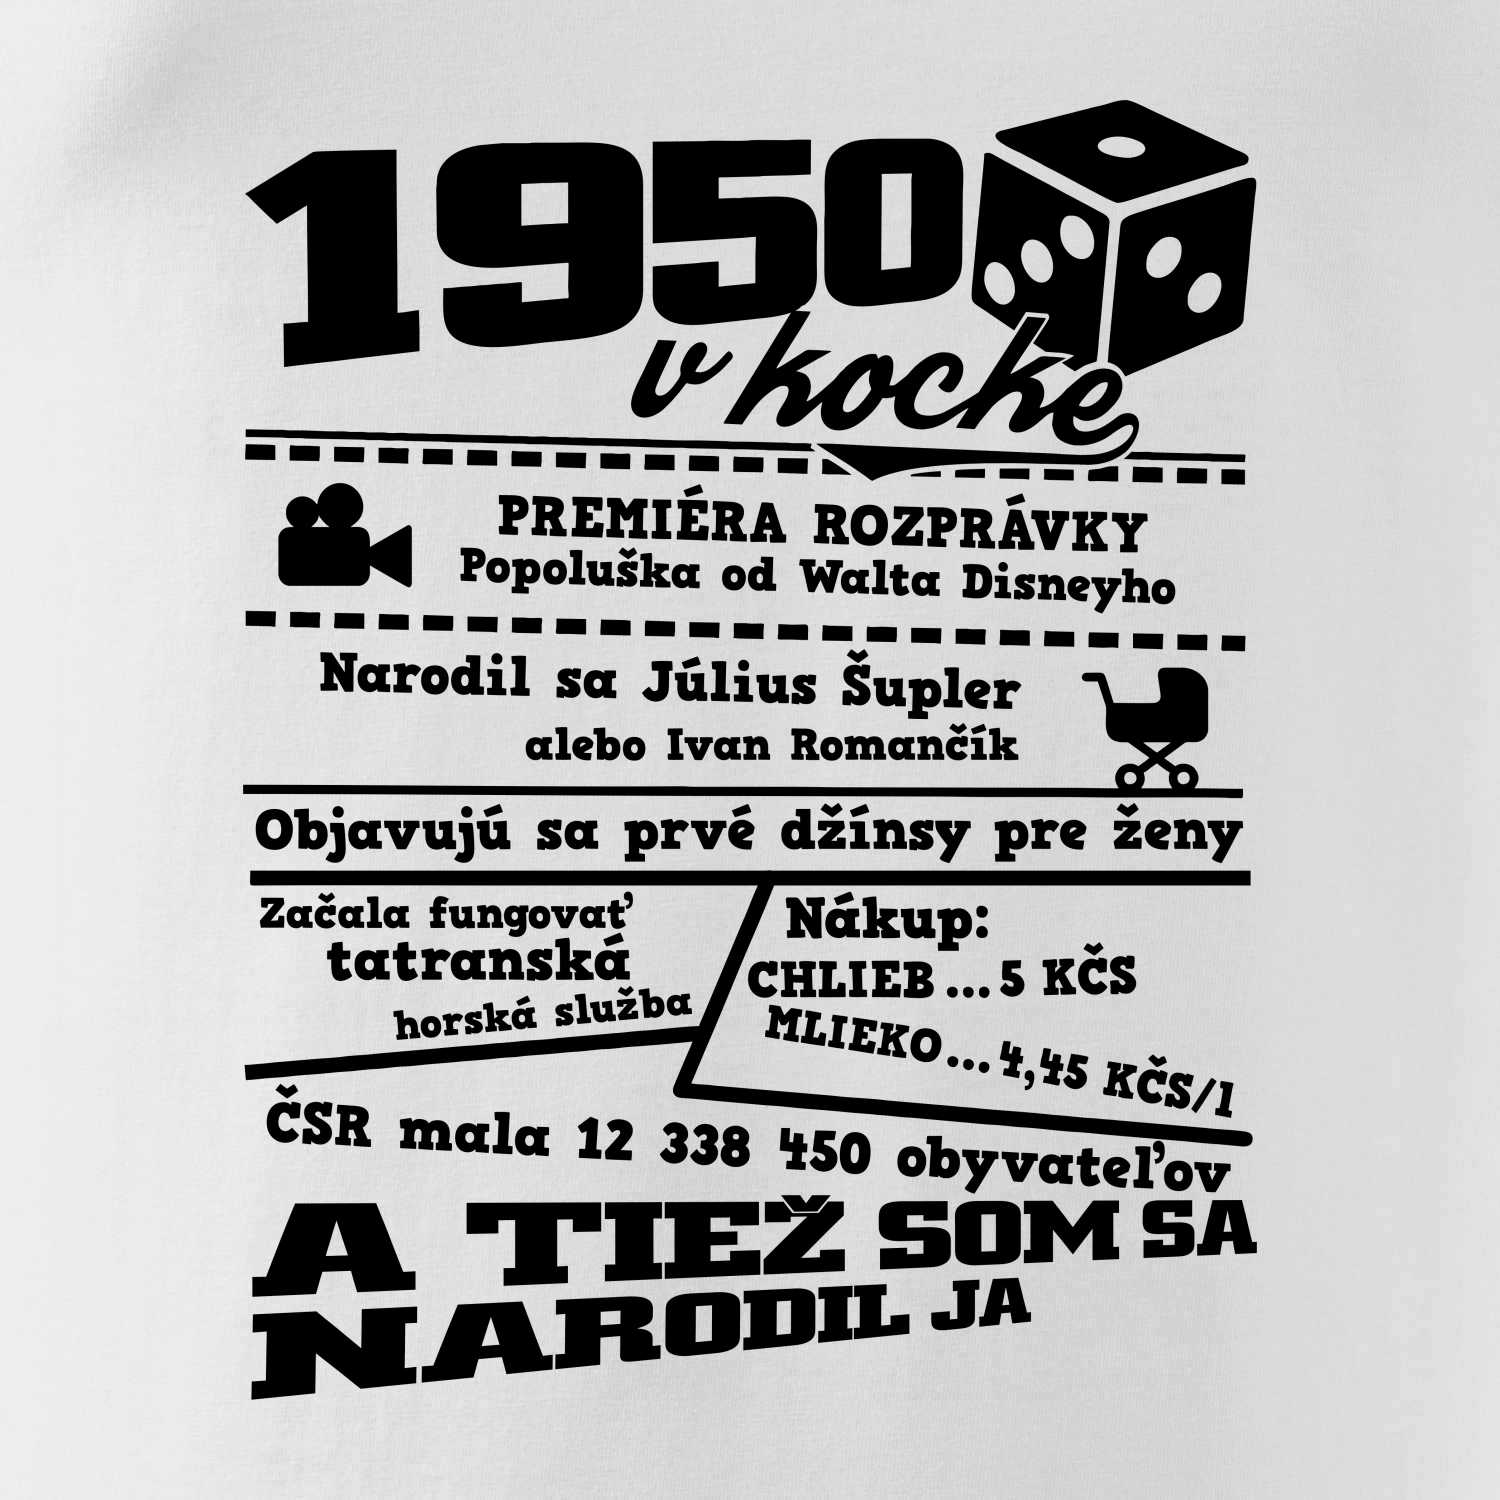 1950
v kocke
PREMIÉRA ROZPRÁVKY
Popoluška od Walta Disneyho
Narodil sa Július Šupler
alebo Ivan Romančík
Objavujú sa prvé džínsy pre ženy
Začala fungovať
tatranská
horská služba
Nákup:
CHLIEB...5 KČS
MLIEKO...4,45 KČS/l
ČSR mala 12 338 450 obyvateľov
A TIEŽ SOM SA
NARODIL JA